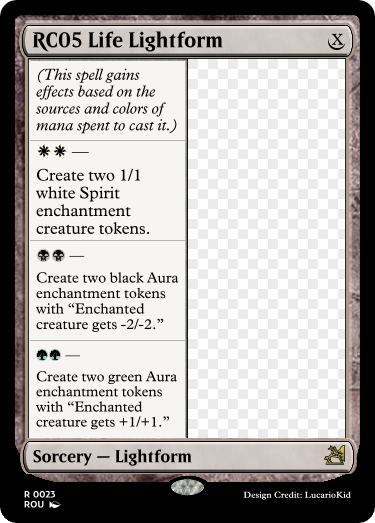 RC05 Life Lightform X
(This spell gains
effects based on the
sources and colors of
mana spent to cast it.)
—
Create two 1/1
white Spirit
enchantment
creature tokens.
—
Create two black Aura
enchantment tokens
with “Enchanted
creature gets -2/-2.”
—
Create two green Aura
enchantment tokens
with “Enchanted
creature gets +1/+1.”
Sorcery — Lightform
R 0023
ROU
Design Credit: LucarioKid